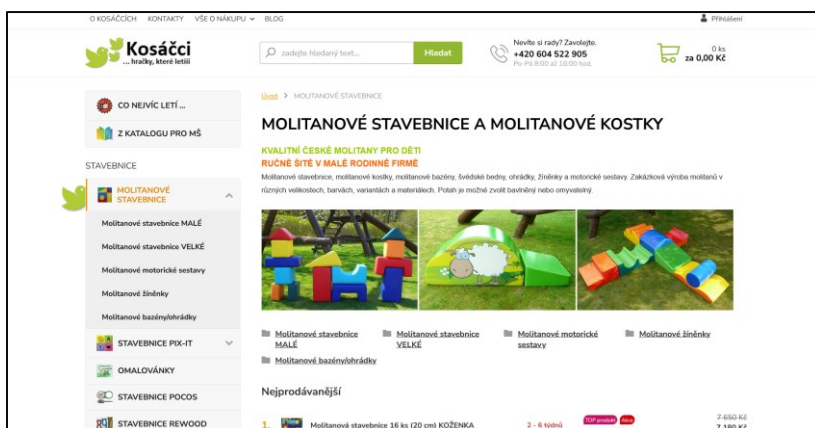 O KOSÁČCÍCH KONTAKTY VŠE O NÁKUPU BLOG Přihlášení
Kosáčci
... hračky, které letííí
zadejte hledaný text...
Hledat
Nevíte si rady? Zavolejte.
+420 604 522 905
Po-Pá 8:00 až 16:00 hod.
0 ks
za 0,00 Kč
CO NEJVÍC LETÍ ...
Z KATALOGU PRO MŠ
STAVEBNICE
MOLITANOVÉ
STAVEBNICE
Molitanové stavebnice MALÉ
Molitanové stavebnice VELKÉ
Molitanové motorické sestavy
Molitanové žíněnky
Molitanové bazény/ohrádky
STAVEBNICE PIX-IT
OMALOVÁNKY
STAVEBNICE POCOS
STAVEBNICE REWOOD
Úvod > MOLITANOVÉ STAVEBNICE
MOLITANOVÉ STAVEBNICE A MOLITANOVÉ KOSTKY
KVALITNÍ ČESKÉ MOLITANY PRO DĚTI
RUČNĚ ŠITÉ V MALÉ RODINNÉ FIRMĚ
Molitanové stavebnice, molitanové kostky, molitanové bazény, švédské bedny, ohrádky, žíněnky a motorické sestavy. Zakázková výroba molitanů v
různých velikostech, barvách, variantách a materiálech. Potah je možné zvolit bavlněný nebo omyvatelný.
Molitanové stavebnice
MALÉ
Molitanové stavebnice
VELKÉ
Molitanové motorické
sestavy
Molitanové žíněnky
Molitanové bazény/ohrádky
Nejprodávanější
1. Molitanová stavebnice 16 ks (20 cm) KOŽENKA 2 - 6 týdnů TOP produkt Akce 7 650 Kč
7 190 Kč